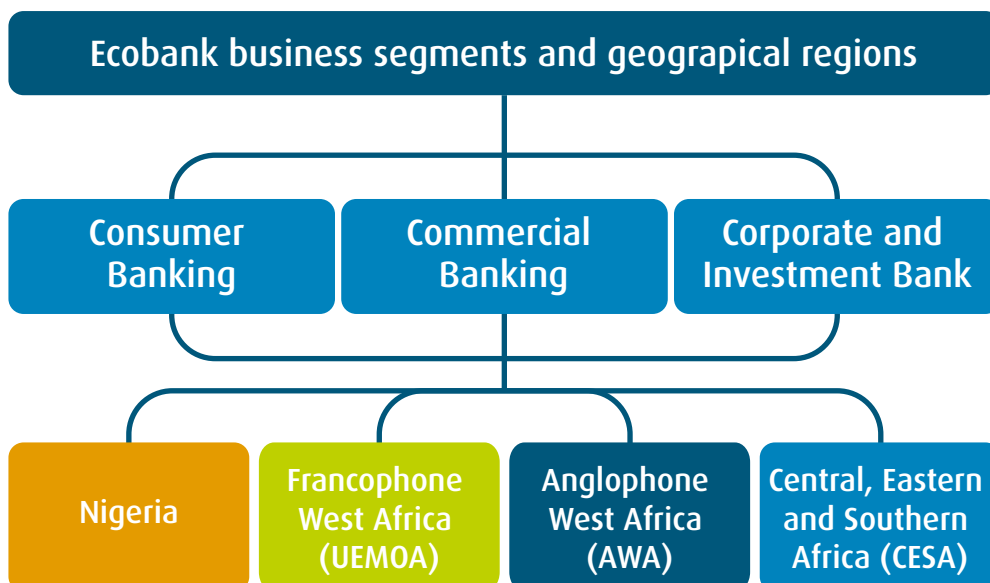 Ecobank business segments and geograpical regions
Consumer
Banking
Commercial
Banking
Corporate and
Investment Bank
Nigeria
Francophone
West Africa
(UEMOA)
Anglophone
West Africa
(AWA)
Central, Eastern
and Southern
Africa (CESA)